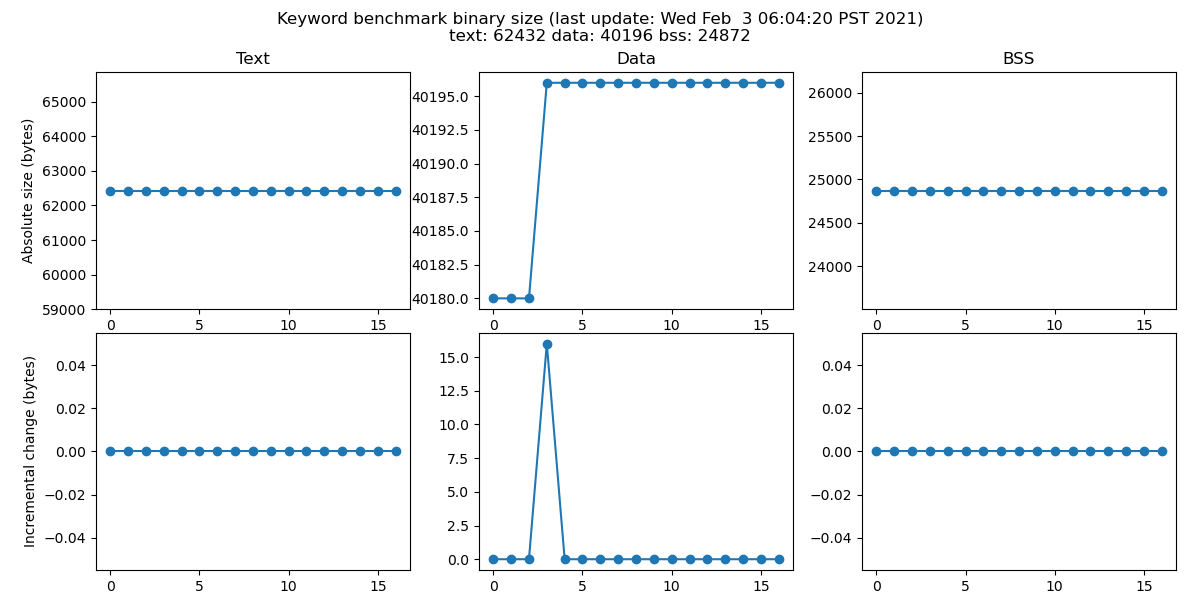 Keyword benchmark binary size (last update: Wed Feb  3 06:04:20 PST 2021)
text: 62432 data: 40196 bss: 24872
Text
Data
BSS
Absolute size (bytes)
65000
64000
63000
62000
61000
60000
59000
0 5 10 15
40195.0
40192.5
40190.0
40187.5
40185.0
40182.5
40180.0
0 5 10 15
26000
25500
25000
24500
24000
0 5 10 15
Incremental change (bytes)
0.04
0.02
0.00
−0.02
−0.04
0 5 10 15
15.0
12.5
10.0
7.5
5.0
2.5
0.0
0 5 10 15
0.04
0.02
0.00
−0.02
−0.04
0 5 10 15